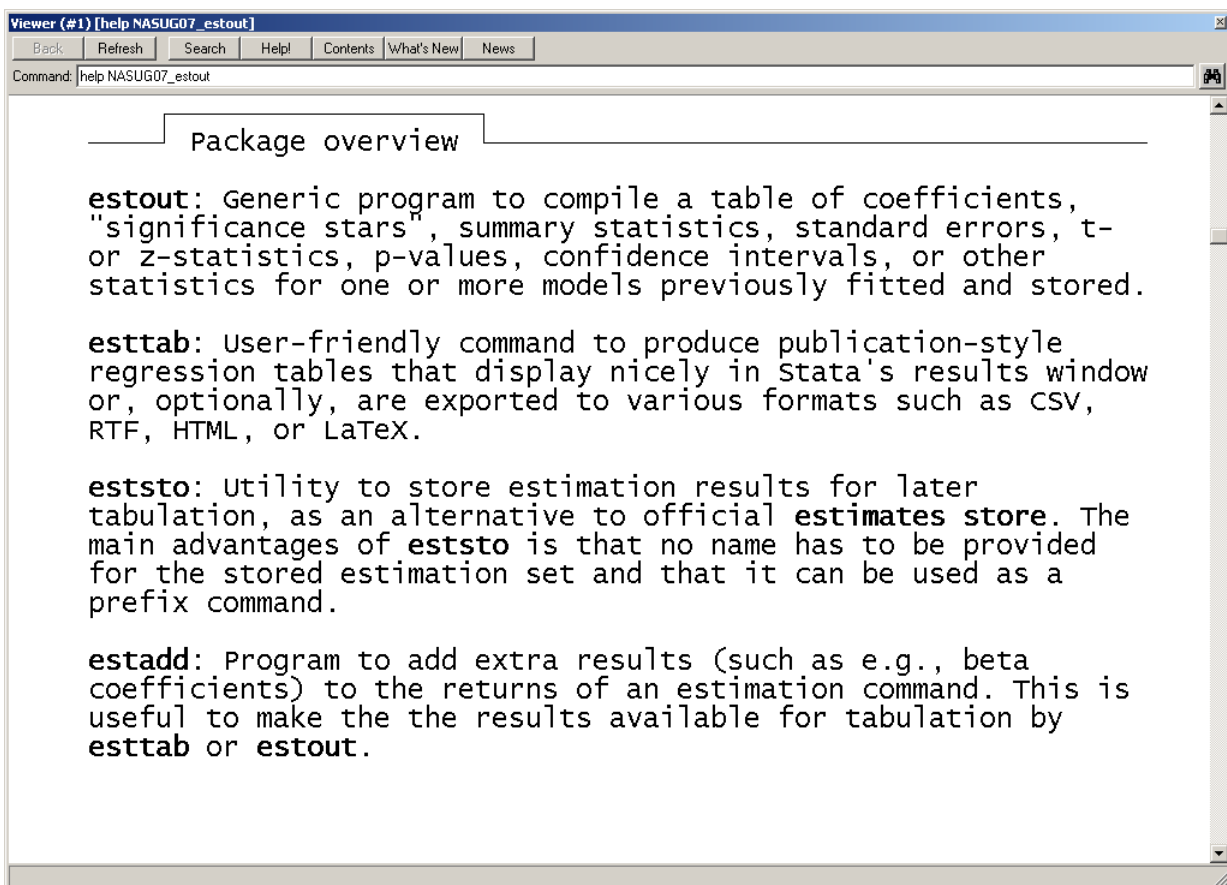 Viewer (#1) [help NASUG07_estout]
Back Refresh Search Help! Contents What's New News
Command: help NASUG07_estout
Package overview
estout: Generic program to compile a table of coefficients,
"significance stars", summary statistics, standard errors, t-
or z-statistics, p-values, confidence intervals, or other
statistics for one or more models previously fitted and stored.
esttab: User-friendly command to produce publication-style
regression tables that display nicely in Stata's results window
or, optionally, are exported to various formats such as CSV,
RTF, HTML, or LaTeX.
eststo: Utility to store estimation results for later
tabulation, as an alternative to official estimates store. The
main advantages of eststo is that no name has to be provided
for the stored estimation set and that it can be used as a
prefix command.
estadd: Program to add extra results (such as e.g., beta
coefficients) to the returns of an estimation command. This is
useful to make the the results available for tabulation by
esttab or estout.